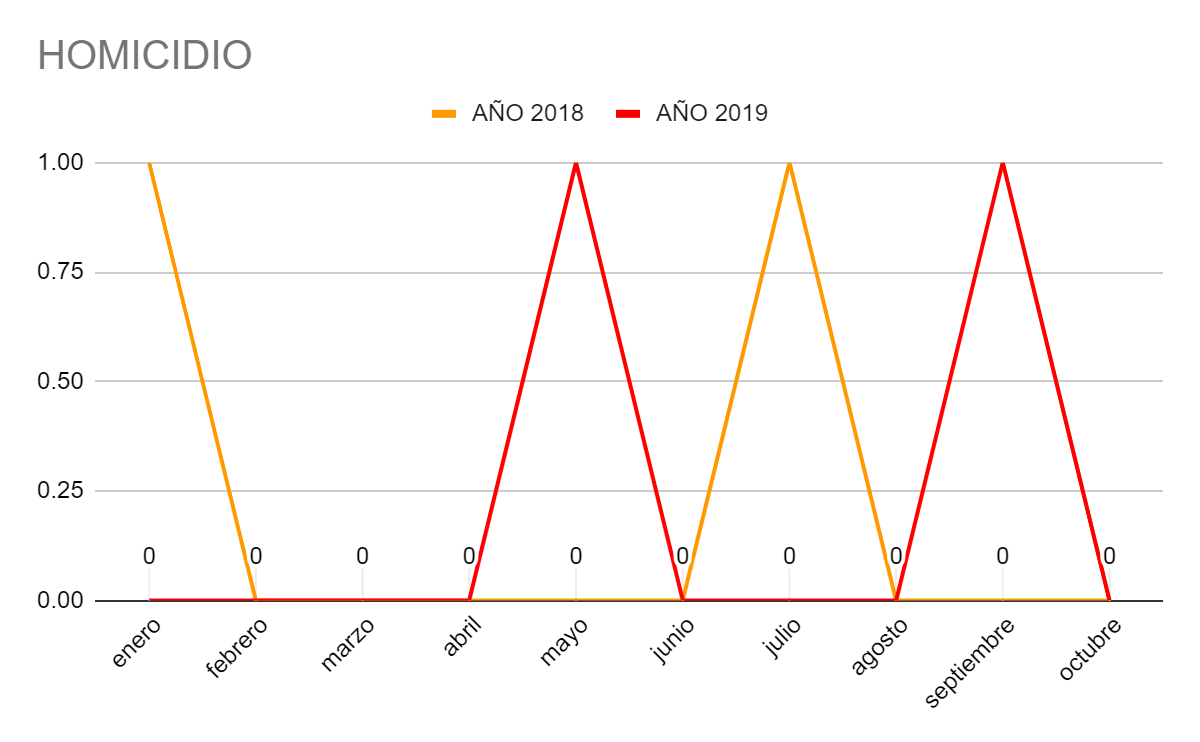 HOMICIDIO
AÑO 2018 AÑO 2019
1.00
0.75
0.50
0.25
0 0 0 0 0 0 0 0 0 0
0.00
enero febrero marzo abril mayo junio julio agosto septiembre octubre